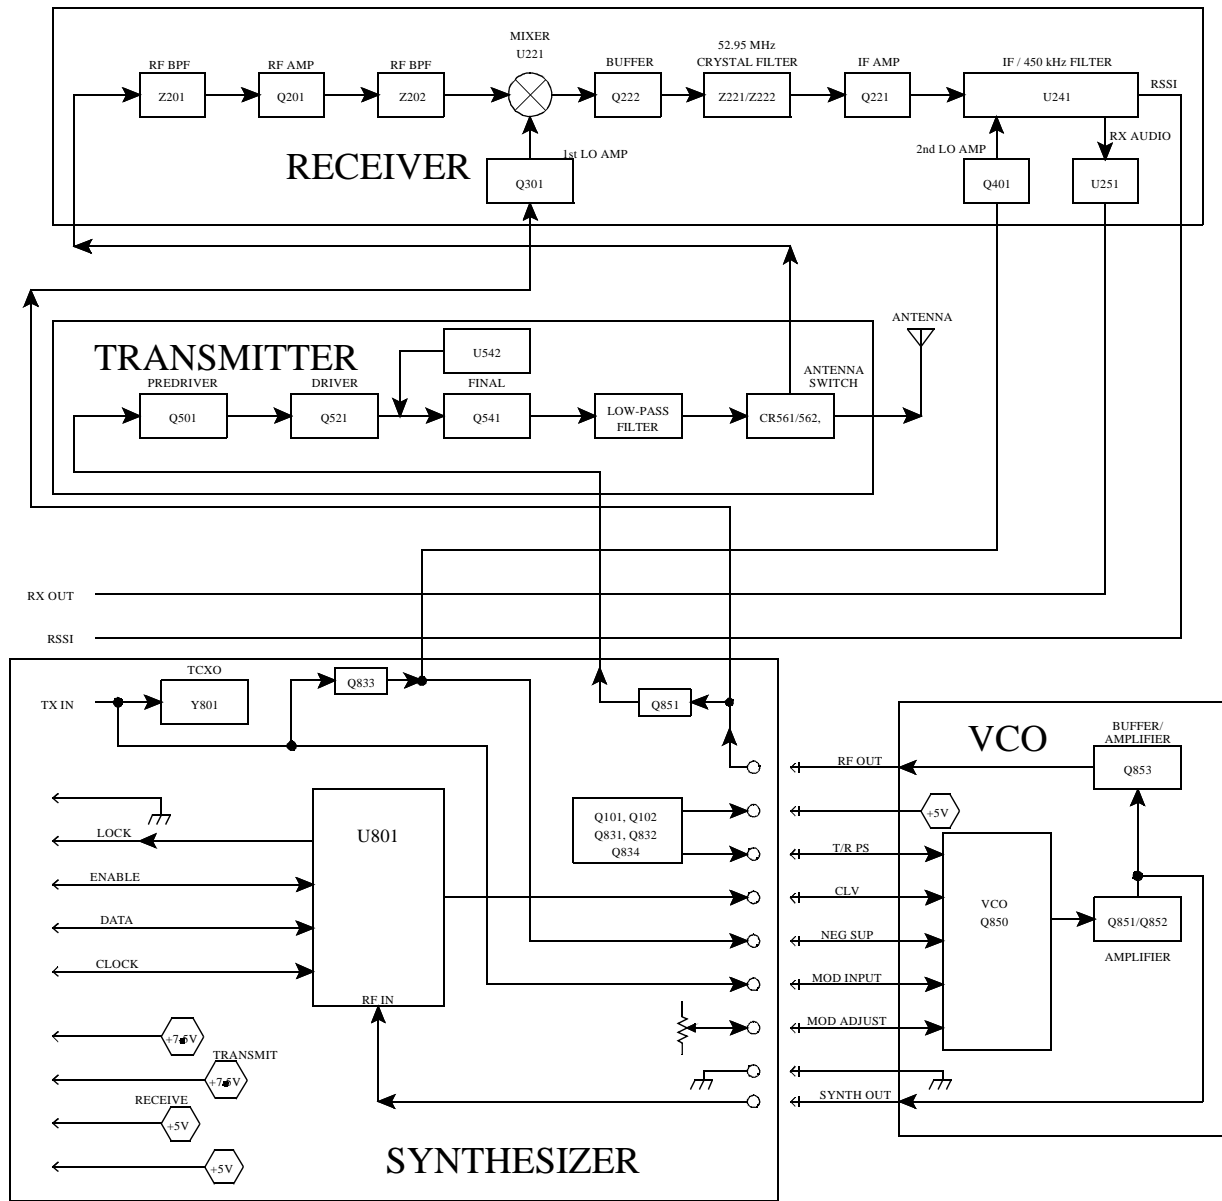 MIXER
U221
52.95 MHz
RF BPF
RF AMP
RF BPF
BUFFER
CRYSTAL FILTER
IF AMP
IF / 450 kHz FILTER
RSSI
Z201
Q201
Z202
Q222
Z221/Z222
Q221
U241
RX AUDIO
RECEIVER
1st LO AMP
2nd LO AMP
Q301
Q401
U251
ANTENNA
TRANSMITTER
U542
ANTENNA
SWITCH
PREDRIVER
DRIVER
FINAL
Q501
Q521
Q541
LOW-PASS
FILTER
CR561/562,
RX OUT
RSSI
TCXO
Q833
TX IN
Y801
Q851
VCO
BUFFER/
AMPLIFIER
RF OUT
Q853
+5V
LOCK
U801
Q101, Q102
Q831, Q832
Q834
T/R PS
ENABLE
CLV
VCO
Q850
DATA
Q851/Q852
NEG SUP
AMPLIFIER
CLOCK
MOD INPUT
RF IN
MOD ADJUST
+7.5V
TRANSMIT
+7.5V
RECEIVE
+5V
SYNTH OUT
+5V
SYNTHESIZER